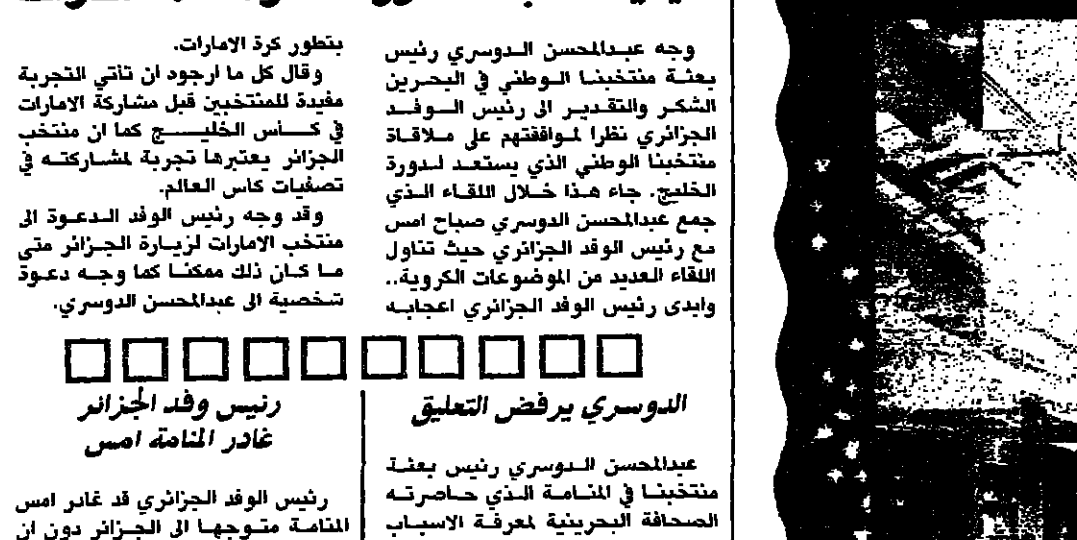 وجه عبدالمحسن الدوسري رئيس
بعثة منتخبنا الوطني في البحرين
الشكر والتقدير الى رئيس الوفد
الجزائري نظرا لموافقتهم على ملاقاة
منتخبنا الوطني الذي يستعد لدورة
الخليج. جاء هذا خلال اللقاء الذي
جمع عبدالمحسن الدوسري صباح امس
مع رئيس الوفد الجزائري حيث تناول
اللقاء العديد من الموضوعات الكروية..
وابدى رئيس الوفد الجزائري اعجابه
بتطور كرة الامارات.
وقال كل ما ارجوه ان تأتي التجربة
مفيدة للمنتخبين قبل مشاركة الامارات
في كأس الخليج كما ان منتخب
الجزائر يعتبرها تجربة لمشاركته في
تصفيات كاس العالم.
وقد وجه رئيس الوفد الدعوة الى
منتخب الامارات لزيارة الجزائر متى
ما كان ذلك ممكنا كما وجه دعوة
شخصية الى عبدالمحسن الدوسري.
الدوسري يرفض التعليق
عبدالمحسن الدوسري رئيس بعثة
منتخبنا في المنامة الذي حاصرته
الصحافة البحرينية لمعرفة الاسباب
رئيس وفد الجزائر
غادر المنامة امس
رئيس الوفد الجزائري قد غادر امس
المنامة متوجها الى الجزائر دون ان